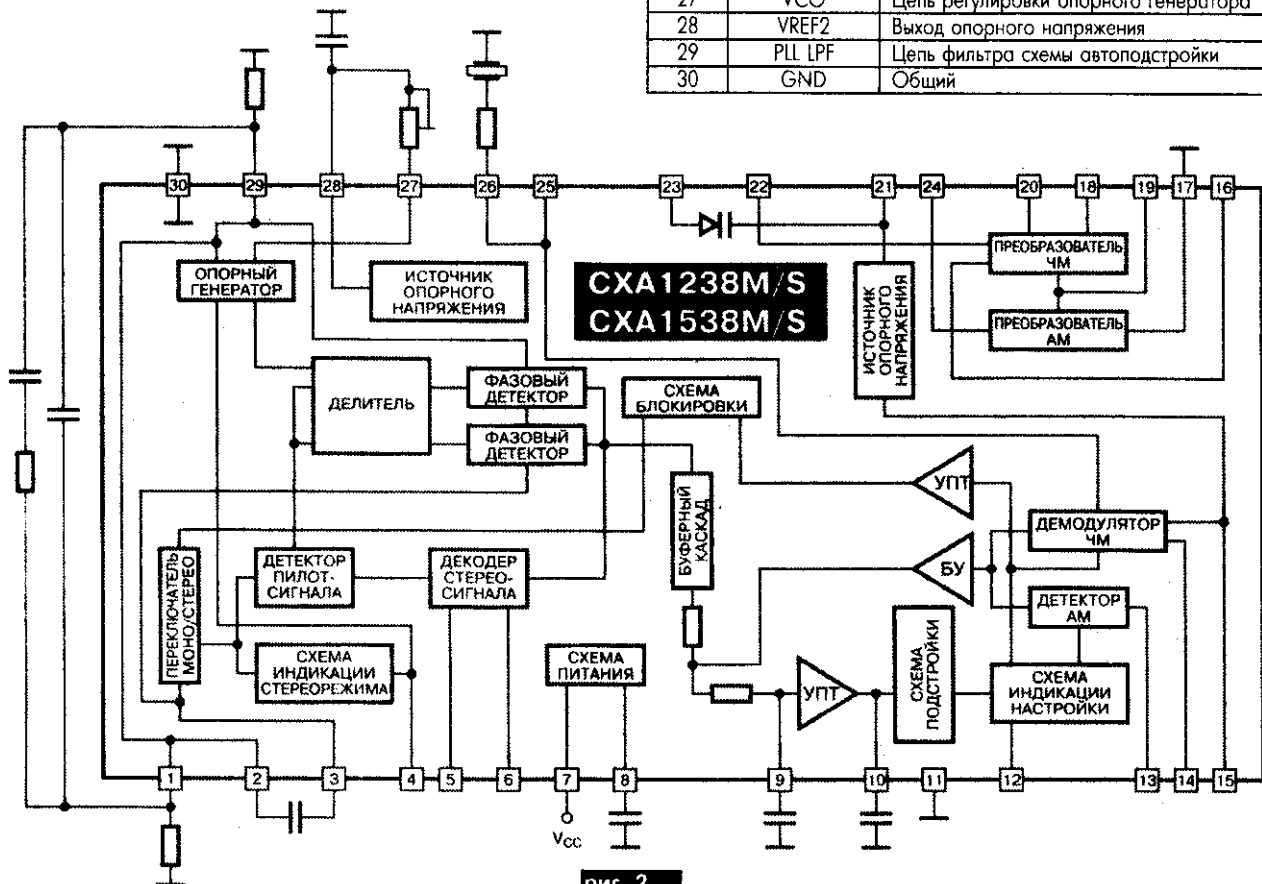 27 VCO Цепь регулировки опорного генератора
28 VREF2 Выход опорного напряжения
29 PLL LPF Цепь фильтра схемы автоподстройки
30 GND Общий
30 29 28 27 26 25 23 22 21 24 20 18 19 17 16
ОПОРНЫЙ
ГЕНЕРАТОР
ИСТОЧНИК
ОПОРНОГО
НАПРЯЖЕНИЯ
CXA1238M/S
CXA1538M/S
ИСТОЧНИК
ОПОРНОГО
НАПРЯЖЕНИЯ
ПРЕОБРАЗОВАТЕЛЬ
ЧМ
ПРЕОБРАЗОВАТЕЛЬ
АМ
ДЕЛИТЕЛЬ
ФАЗОВЫЙ
ДЕТЕКТОР
ФАЗОВЫЙ
ДЕТЕКТОР
СХЕМА
БЛОКИРОВКИ
БУФЕРНЫЙ
КАСКАД
УПТ
БУ
ДЕМОДУЛЯТОР
ЧМ
ДЕТЕКТОР
АМ
ПЕРЕКЛЮЧАТЕЛЬ
МОНО/СТЕРЕО
ДЕТЕКТОР
ПИЛОТ-
СИГНАЛА
ДЕКОДЕР
СТЕРЕО-
СИГНАЛА
СХЕМА
ИНДИКАЦИИ
СТЕРЕОРЕЖИМА
СХЕМА
ПИТАНИЯ
УПТ
СХЕМА
ПОДСТРОЙКИ
СХЕМА
ИНДИКАЦИИ
НАСТРОЙКИ
1 2 3 4 5 6 7 8 9 10 11 12 13 14 15
VCC
рис. 2